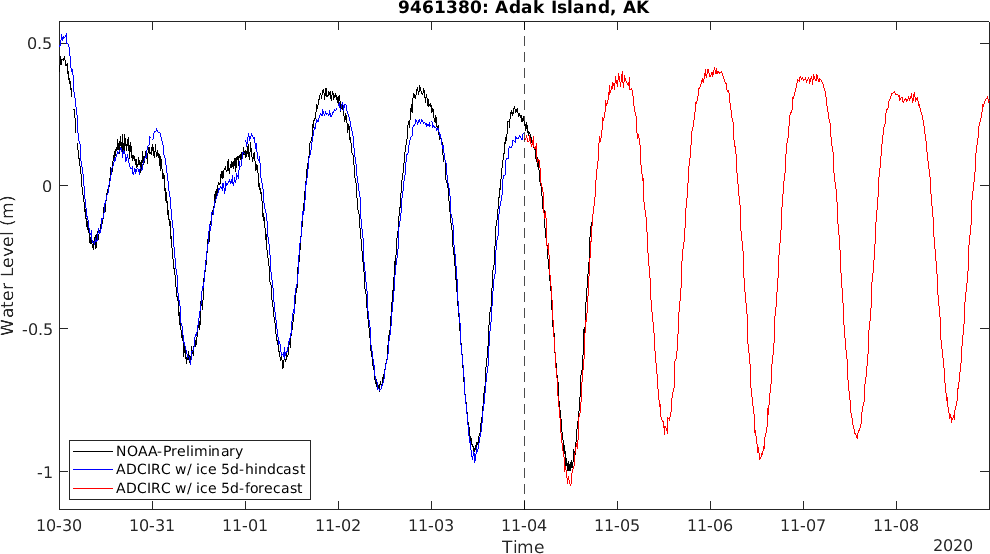 9461380: Adak Island, AK
Water Level (m)
0.5
0
-0.5
-1
NOAA-Preliminary
ADCIRC w/ ice 5d-hindcast
ADCIRC w/ ice 5d-forecast
10-30 10-31 11-01 11-02 11-03 11-04 11-05 11-06 11-07 11-08
Time
2020